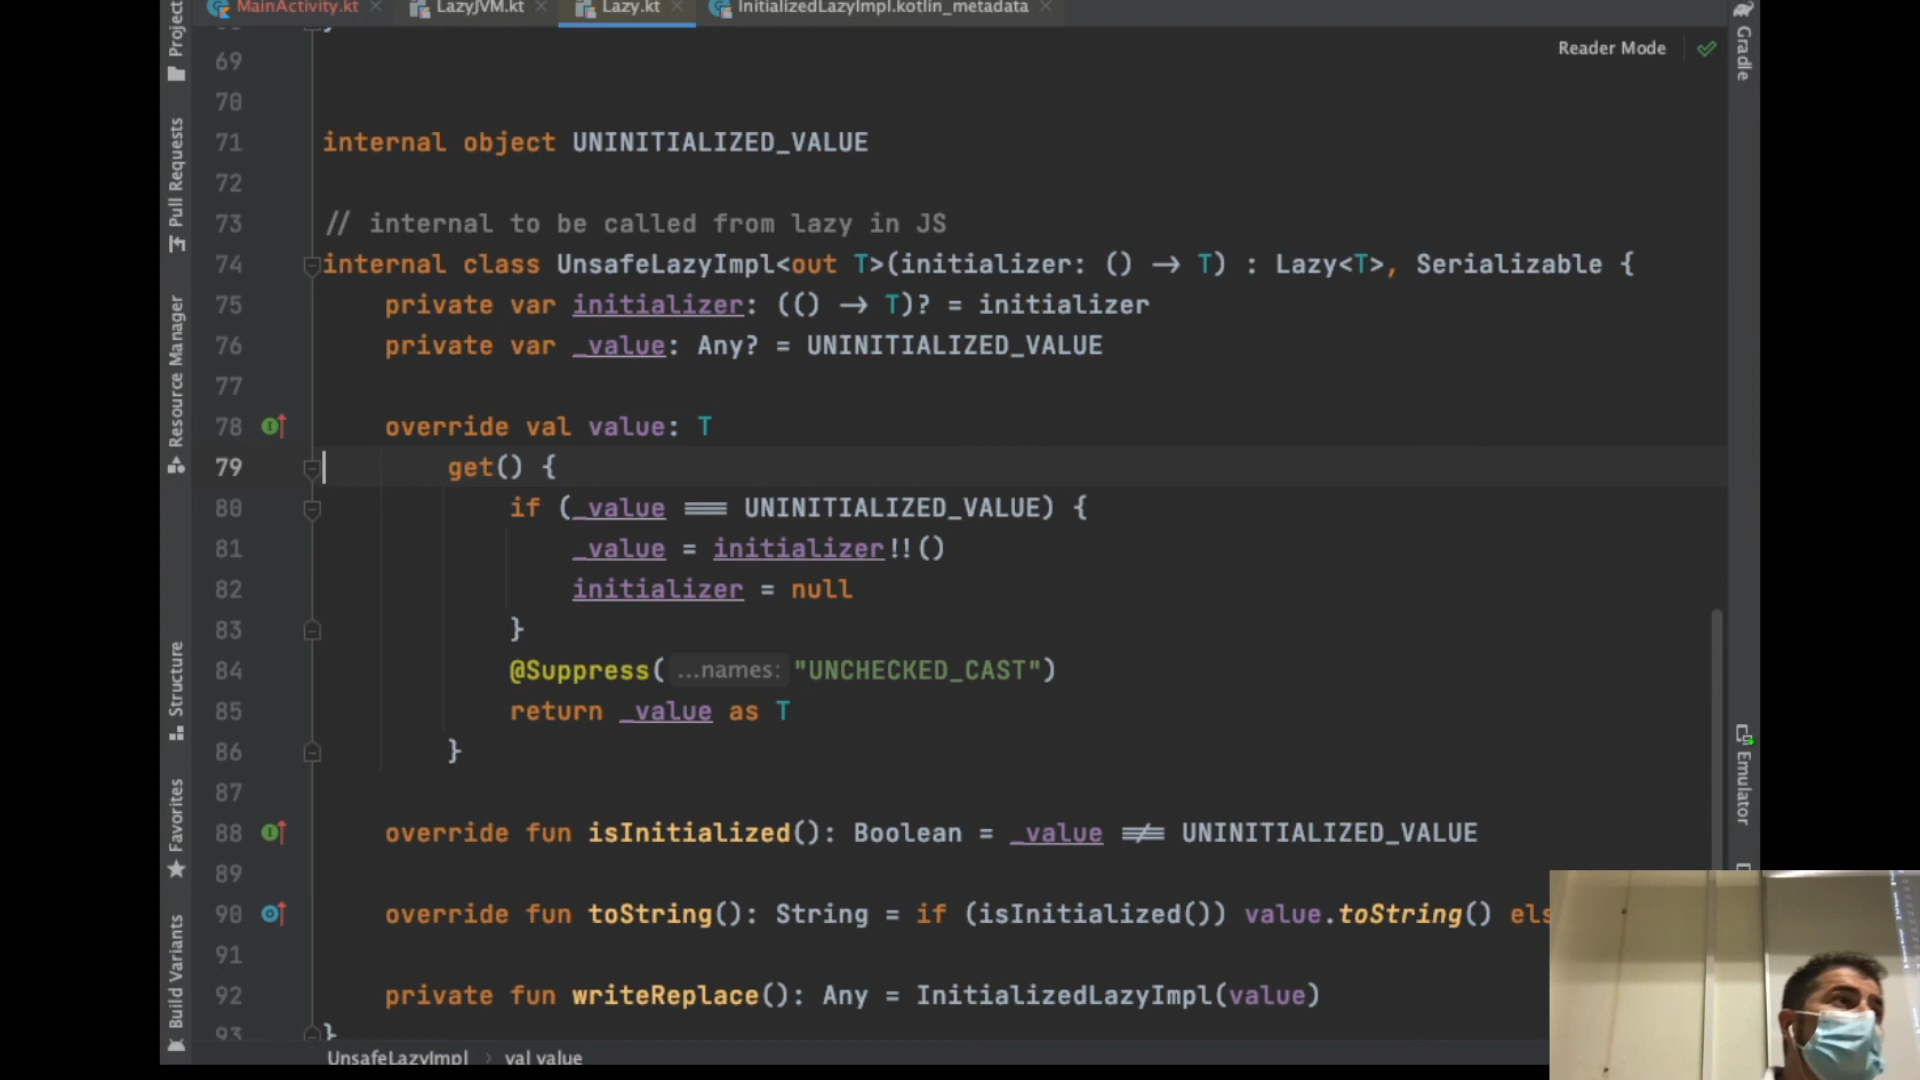 MainActivity.kt
LazyJVM.kt
Lazy.kt
InitializedLazyImpl.kotlin_metadata
Reader Mode
Project
Pull Requests
Resource Manager
Structure
Favorites
Build Variants
Gradle
Emulator
69
70
71 internal object UNINITIALIZED_VALUE
72
73 // internal to be called from lazy in JS
74 internal class UnsafeLazyImpl<out T>(initializer: () → T) : Lazy<T>, Serializable {
75 private var initializer: (() → T)? = initializer
76 private var _value: Any? = UNINITIALIZED_VALUE
77
78 override val value: T
79 get() {
80 if (_value === UNINITIALIZED_VALUE) {
81 _value = initializer!!()
82 initializer = null
83 }
84 @Suppress( ...names: "UNCHECKED_CAST")
85 return _value as T
86 }
87
88 override fun isInitialized(): Boolean = _value !== UNINITIALIZED_VALUE
89
90 override fun toString(): String = if (isInitialized()) value.toString() els
91
92 private fun writeReplace(): Any = InitializedLazyImpl(value)
93 }
UnsafeLazyImpl › val value